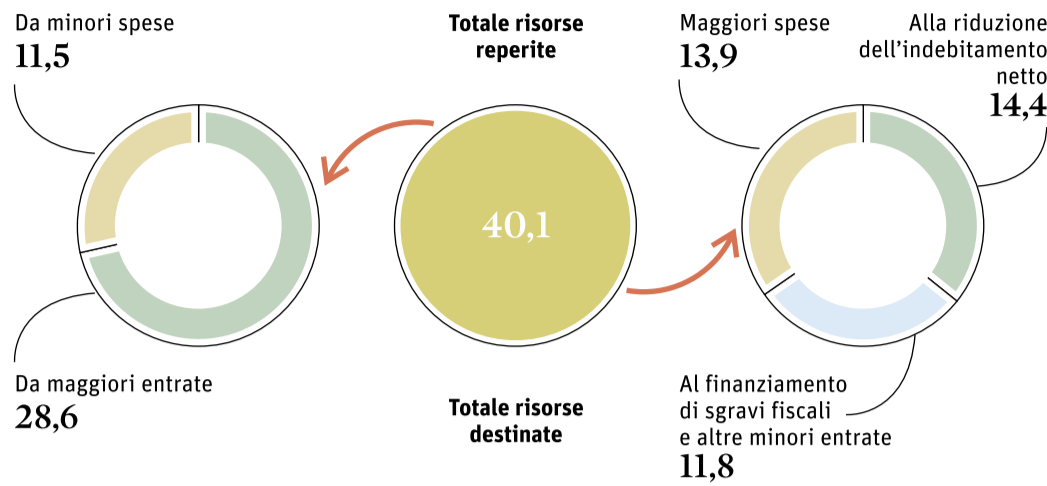 Da minori spese
11,5
Totale risorse
reperite
Maggiori spese
13,9
Alla riduzione
dell'indebitamento
netto
14,4
40,1
Da maggiori entrate
28,6
Totale risorse
destinate
Al finanziamento
di sgravi fiscali
e altre minori entrate
11,8